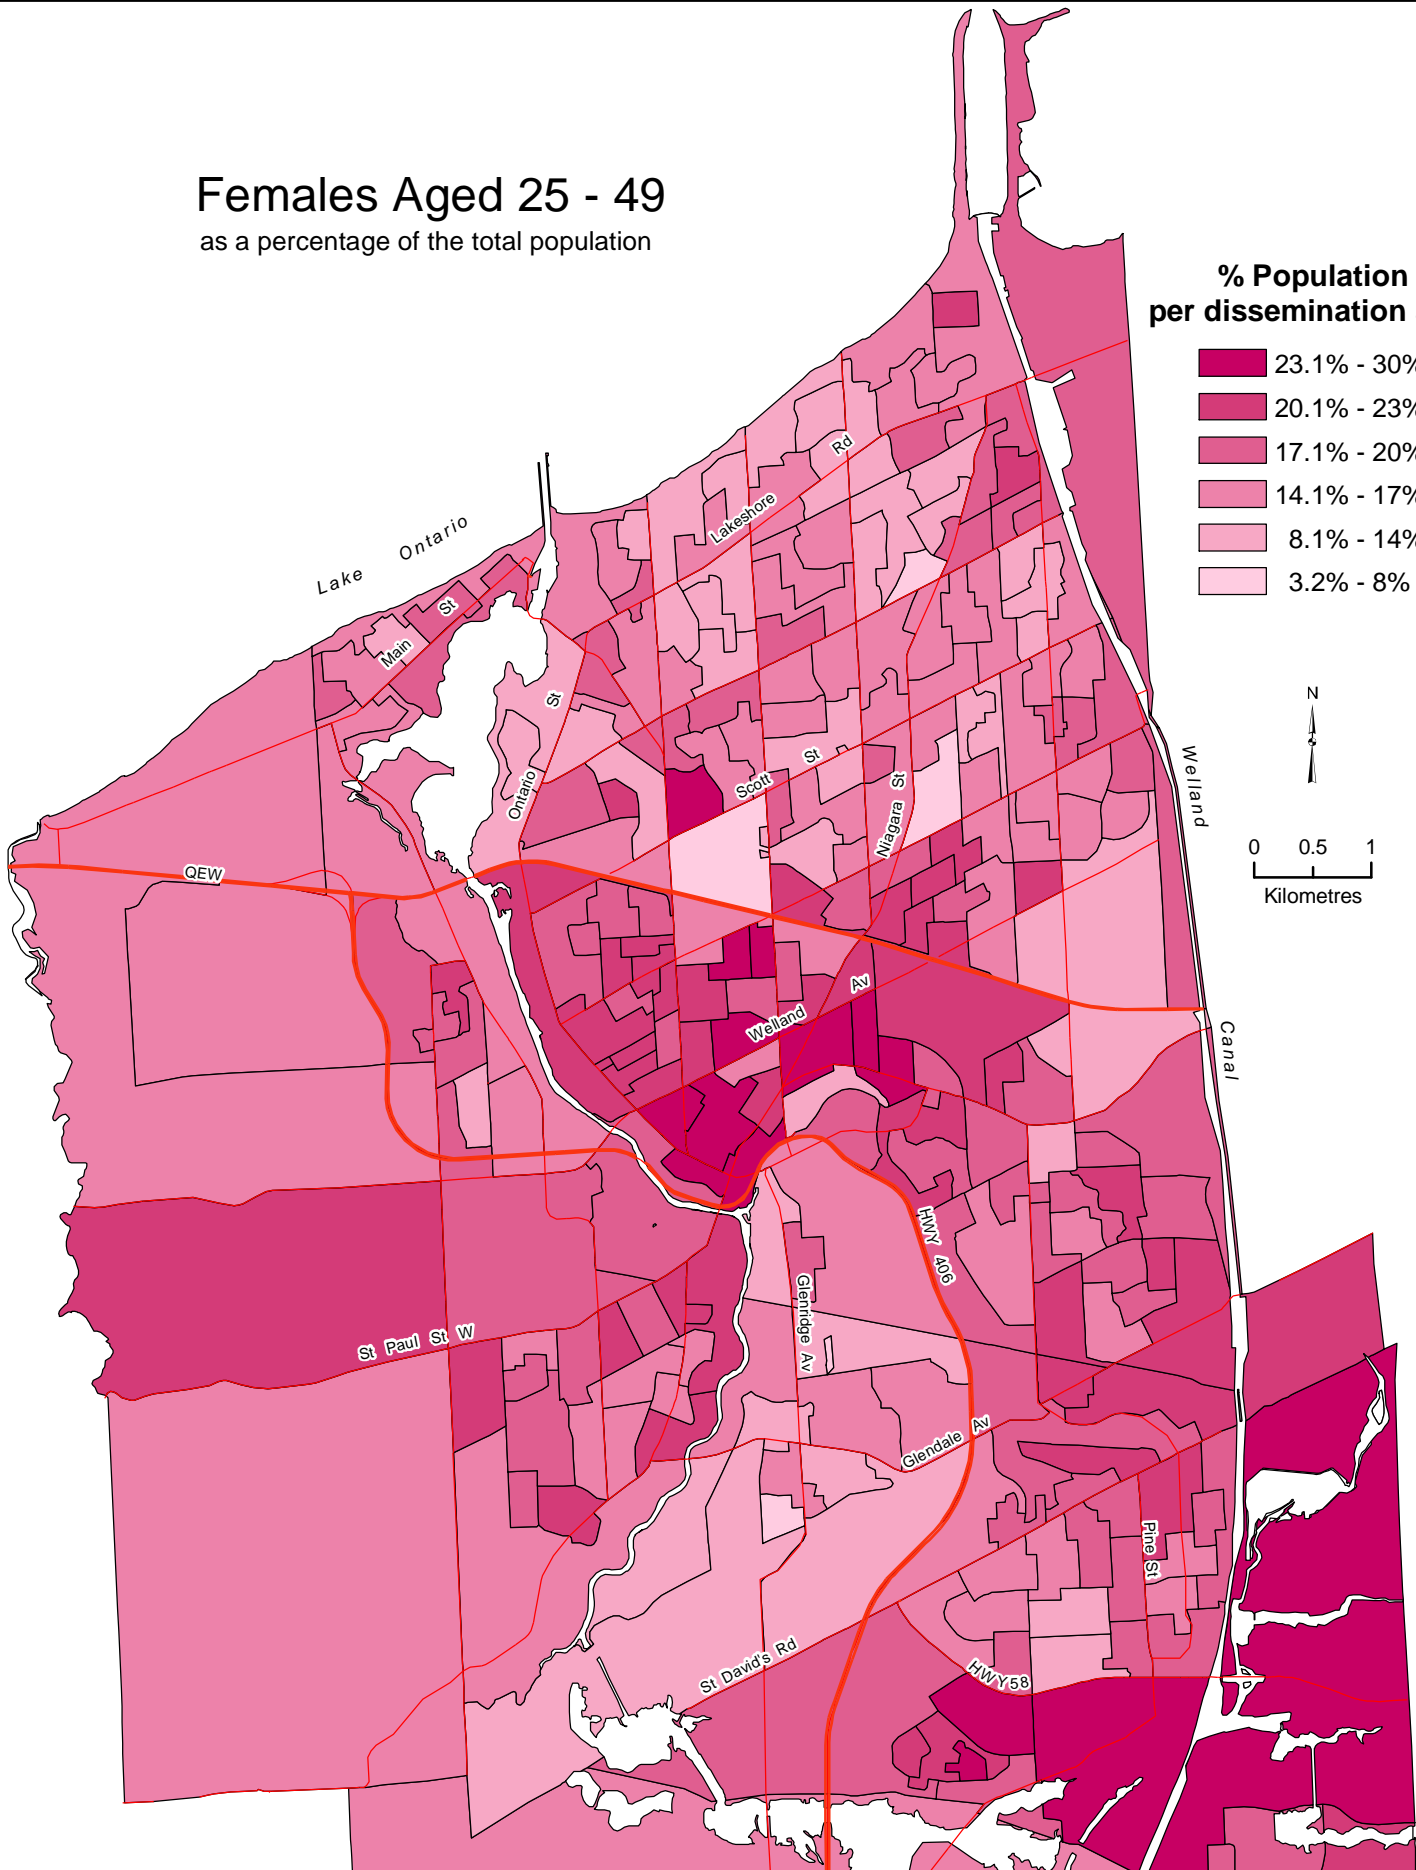 Females Aged 25 - 49
as a percentage of the total population
% Population
per dissemination
23.1% - 30%
20.1% - 23%
17.1% - 20%
14.1% - 17%
8.1% - 14%
3.2% - 8%
N
0 0.5 1
Kilometres
Lake Ontario
Lakeshore Rd
Main St
Ontario St
Scott St
Niagara St
Welland Canal
QEW
Welland Av
HWY 406
Glenridge Av
St Paul St W
Glendale Av
Pine St
St David's Rd
HWY58